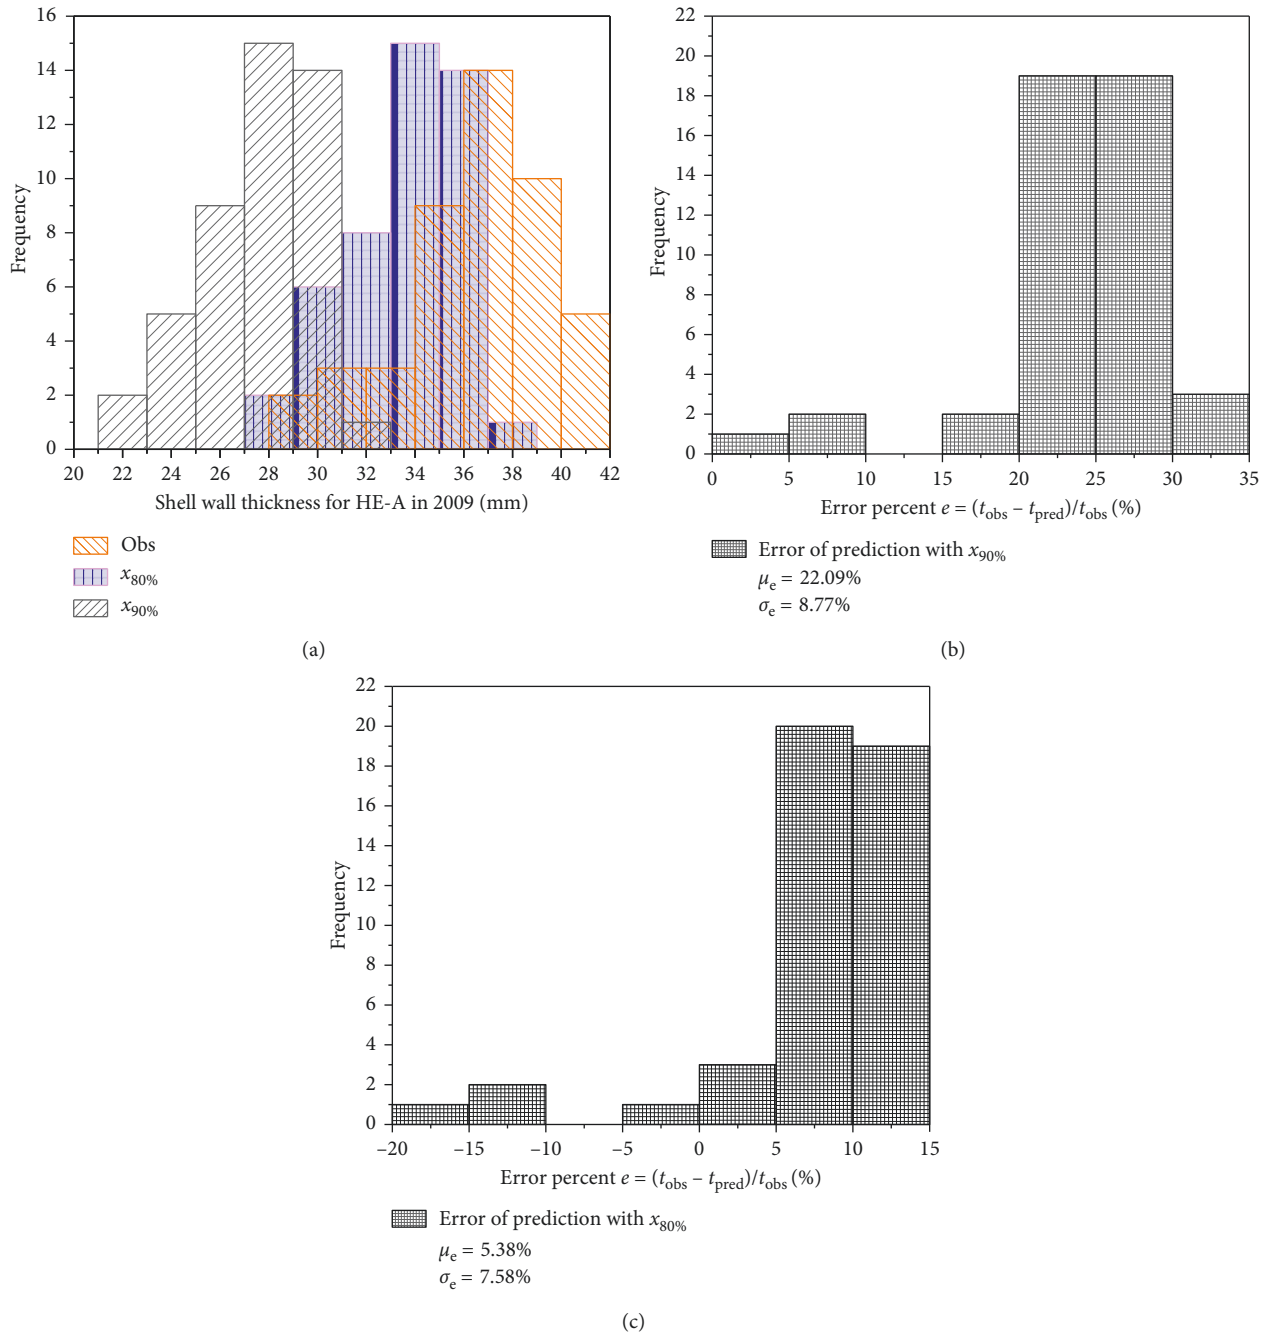 16
14
12
10
8
6
4
2
0
Frequency
20 22 24 26 28 30 32 34 36 38 40 42
Shell wall thickness for HE-A in 2009 (mm)
Obs
x80%
x90%
(a)
22
20
18
16
14
12
10
8
6
4
2
0
Frequency
0 5 10 15 20 25 30 35
Error percent e = (tobs – tpred)/tobs (%)
Error of prediction with x90%
μe = 22.09%
σe = 8.77%
(b)
22
20
18
16
14
12
10
8
6
4
2
0
Frequency
–20 –15 –10 –5 0 5 10 15
Error percent e = (tobs – tpred)/tobs (%)
Error of prediction with x80%
μe = 5.38%
σe = 7.58%
(c)